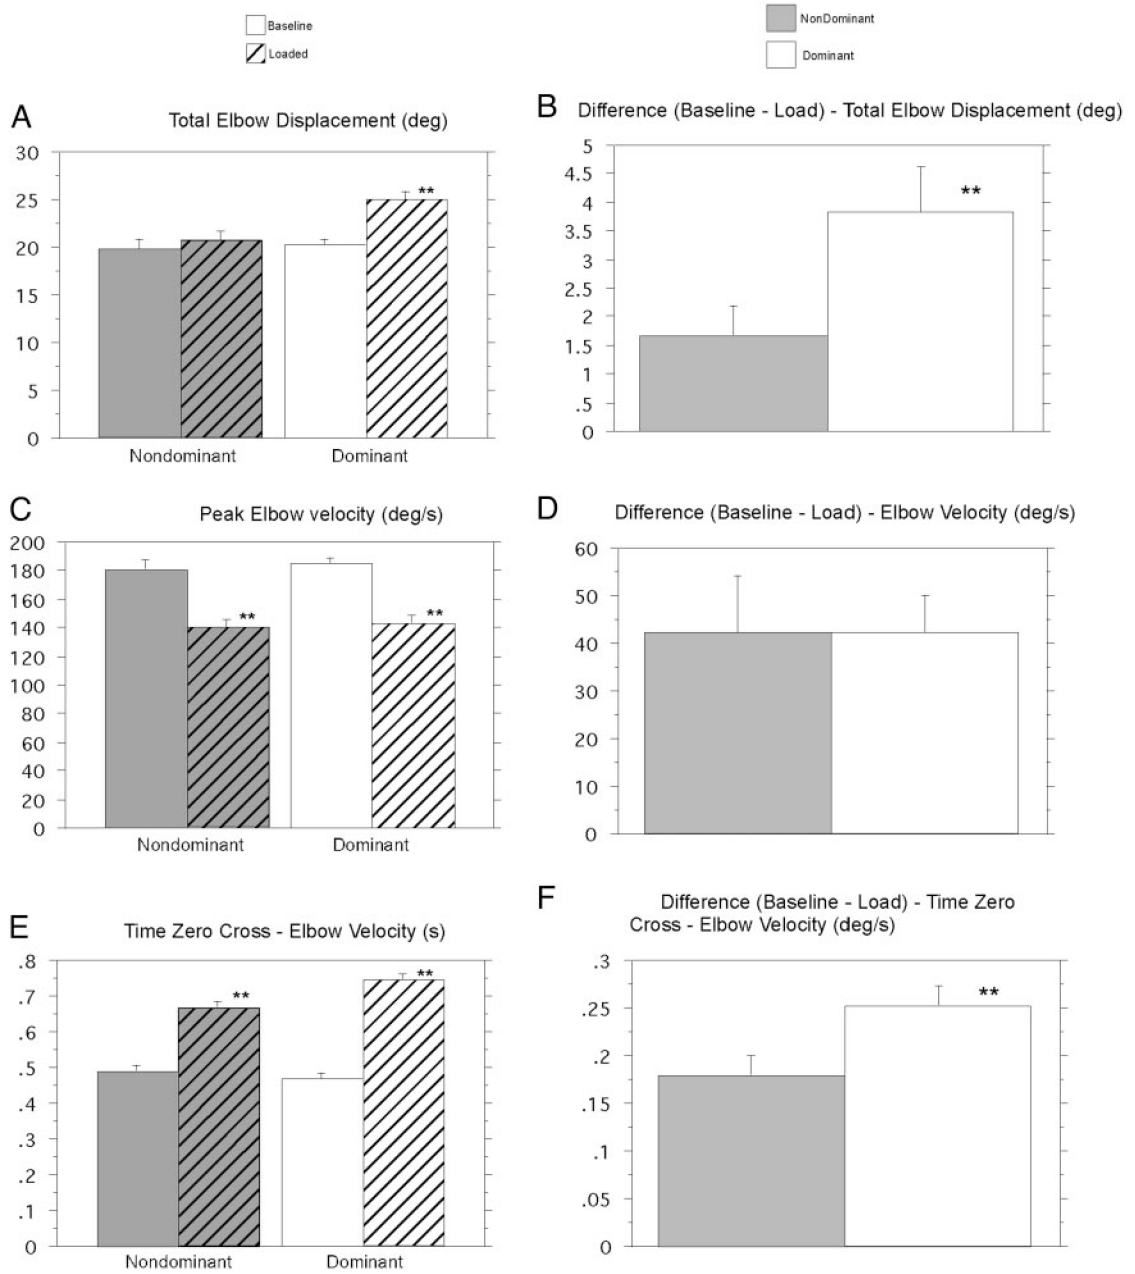 Baseline
Loaded
NonDominant
Dominant
A
Total Elbow Displacement (deg)
30
25
20
15
10
5
0
**
Nondominant
Dominant
B
Difference (Baseline - Load) - Total Elbow Displacement (deg)
5
4.5
4
3.5
3
2.5
2
1.5
1
.5
0
**
C
Peak Elbow velocity (deg/s)
200
180
160
140
120
100
80
60
40
20
0
**
**
Nondominant
Dominant
D
Difference (Baseline - Load) - Elbow Velocity (deg/s)
60
50
40
30
20
10
0
E
Time Zero Cross - Elbow Velocity (s)
.8
.7
.6
.5
.4
.3
.2
.1
0
**
**
Nondominant
Dominant
F
Difference (Baseline - Load) - Time Zero
Cross - Elbow Velocity (deg/s)
.3
.25
.2
.15
.1
.05
0
**